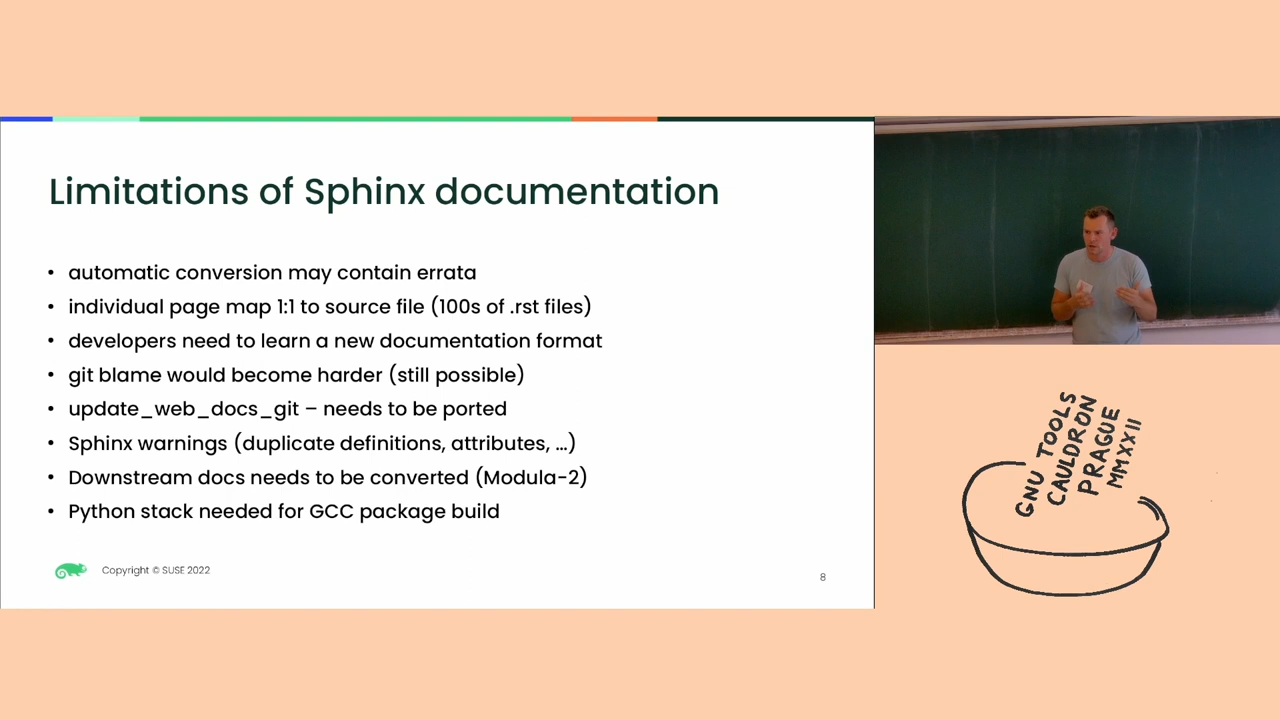 Limitations of Sphinx documentation
• automatic conversion may contain errata
• individual page map 1:1 to source file (100s of .rst files)
• developers need to learn a new documentation format
• git blame would become harder (still possible)
• update_web_docs_git – needs to be ported
• Sphinx warnings (duplicate definitions, attributes, ...)
• Downstream docs needs to be converted (Modula-2)
• Python stack needed for GCC package build
Copyright © SUSE 2022
8
GNU TOOLS
CAULDRON
PRAGUE
MMXXII